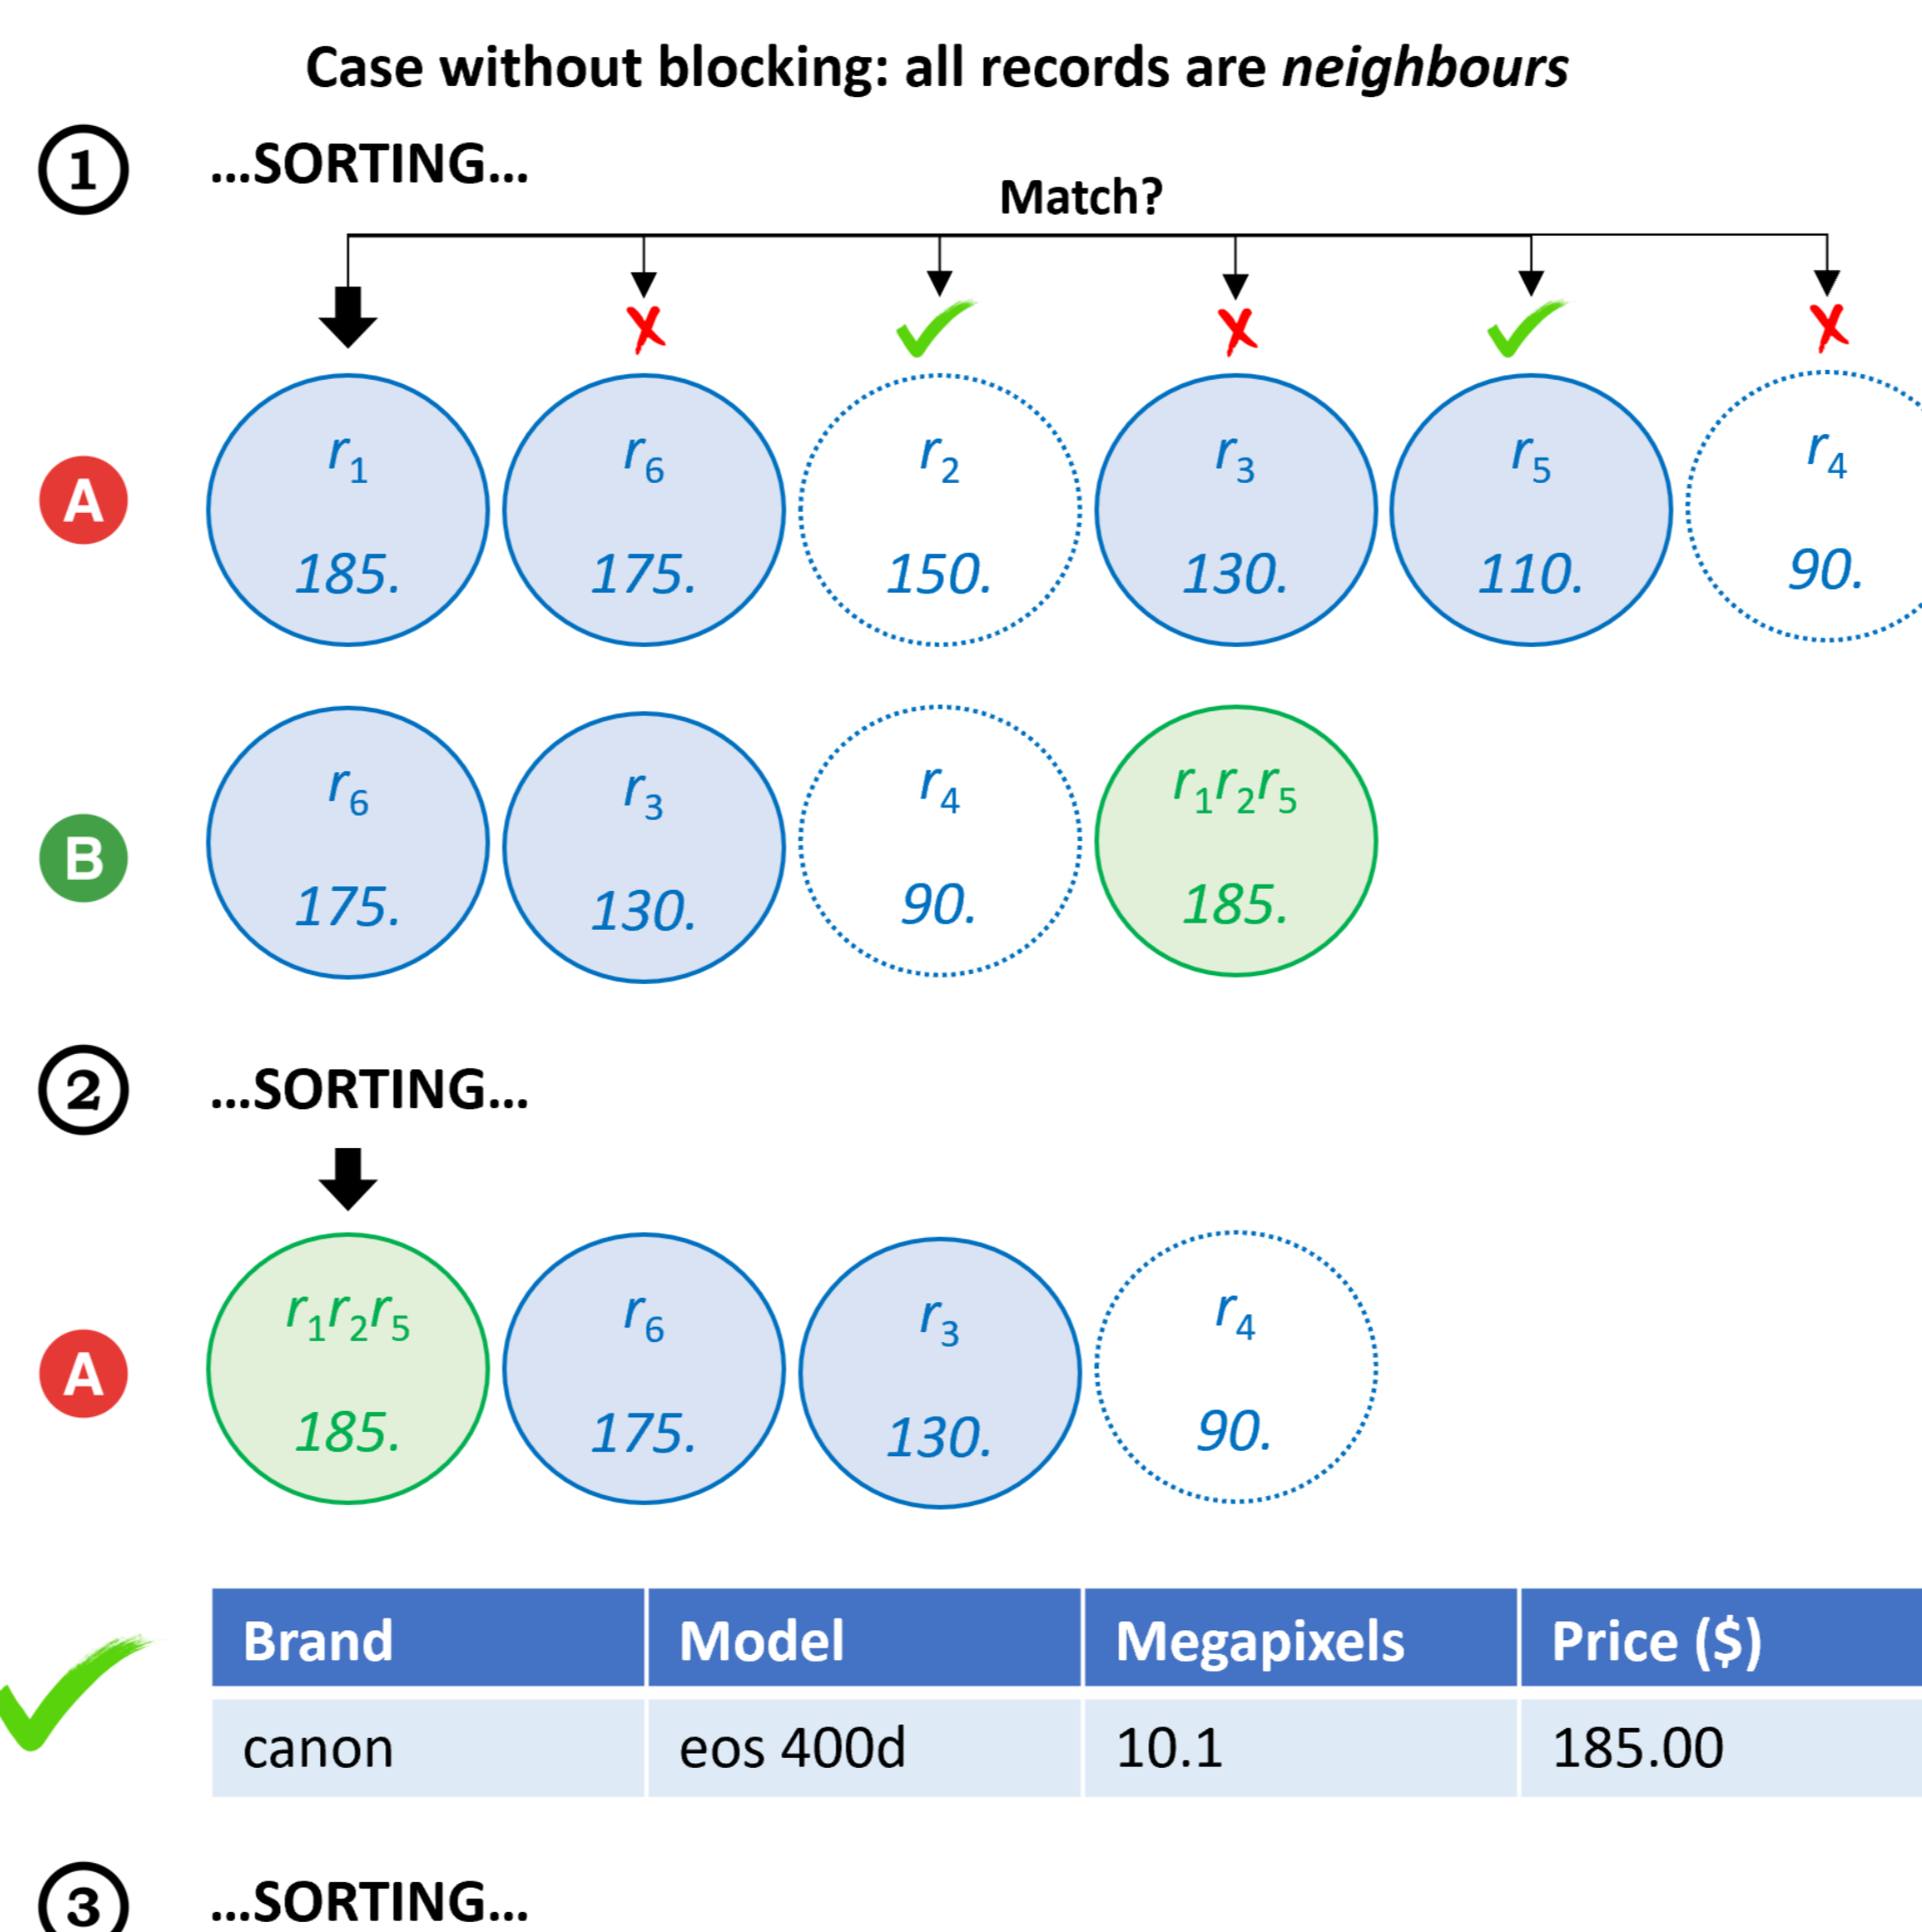 Case without blocking: all records are neighbours
1 ...SORTING...
Match?
A r1 r6 r2 r3 r5 r4
185. 175. 150. 130. 110. 90.
B r6 r3 r4 r1r2r5
175. 130. 90. 185.
2 ...SORTING...
A r1r2r5 r6 r3 r4
185. 175. 130. 90.
Brand Model Megapixels Price ($)
canon eos 400d 10.1 185.00
3 ...SORTING...